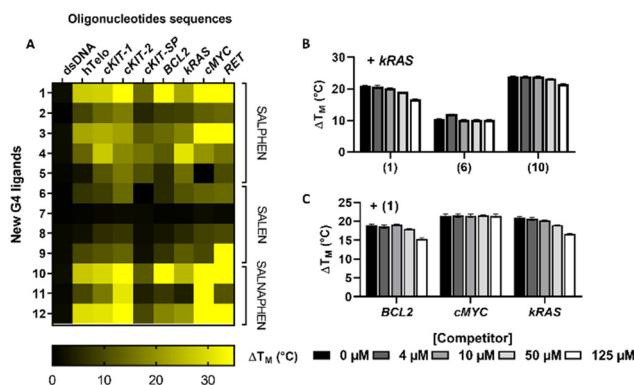 Oligonucleotides sequences
A
dsDNA
hTelo
cKIT-1
cKIT-2
cKIT-SP
BCL2
kRAS
cMYC
RET
New G4 ligands
1
2
3
4
5
6
7
8
9
10
11
12
SALPHEN
SALEN
SALNAPHEN
0 10 20 30
ΔTM (°C)
B
+ kRAS
ΔTM (°C)
30
20
10
0
(1) (6) (10)
C
+ (1)
ΔTM (°C)
25
20
15
10
5
0
BCL2 cMYC kRAS
[Competitor]
0 µM 4 µM 10 µM 50 µM 125 µM